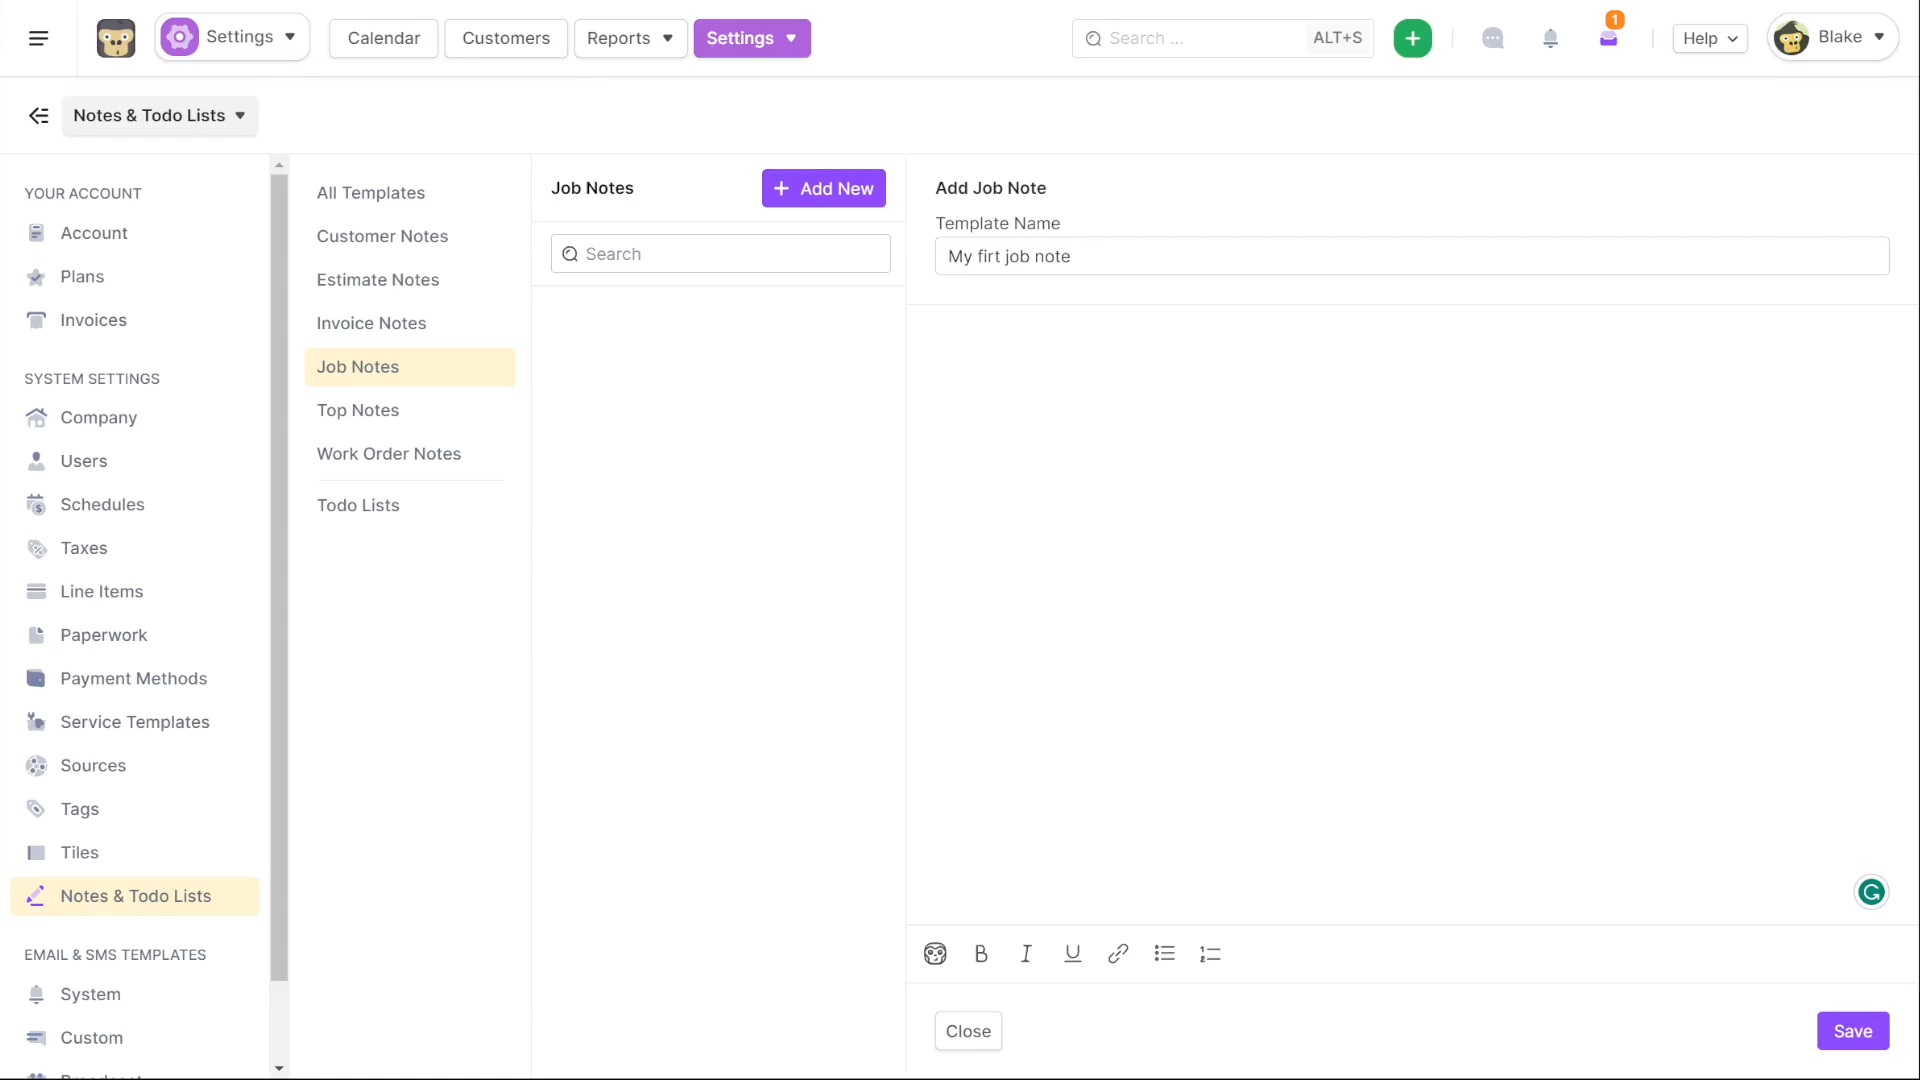 Settings
Calendar
Customers
Reports
Settings
Search ...
ALT+S
1
Help
Blake
Notes & Todo Lists
YOUR ACCOUNT
Account
Plans
Invoices
SYSTEM SETTINGS
Company
Users
Schedules
Taxes
Line Items
Paperwork
Payment Methods
Service Templates
Sources
Tags
Tiles
Notes & Todo Lists
EMAIL & SMS TEMPLATES
System
Custom
All Templates
Customer Notes
Estimate Notes
Invoice Notes
Job Notes
Top Notes
Work Order Notes
Todo Lists
Job Notes
Add New
Search
Add Job Note
Template Name
My firt job note
Close
Save